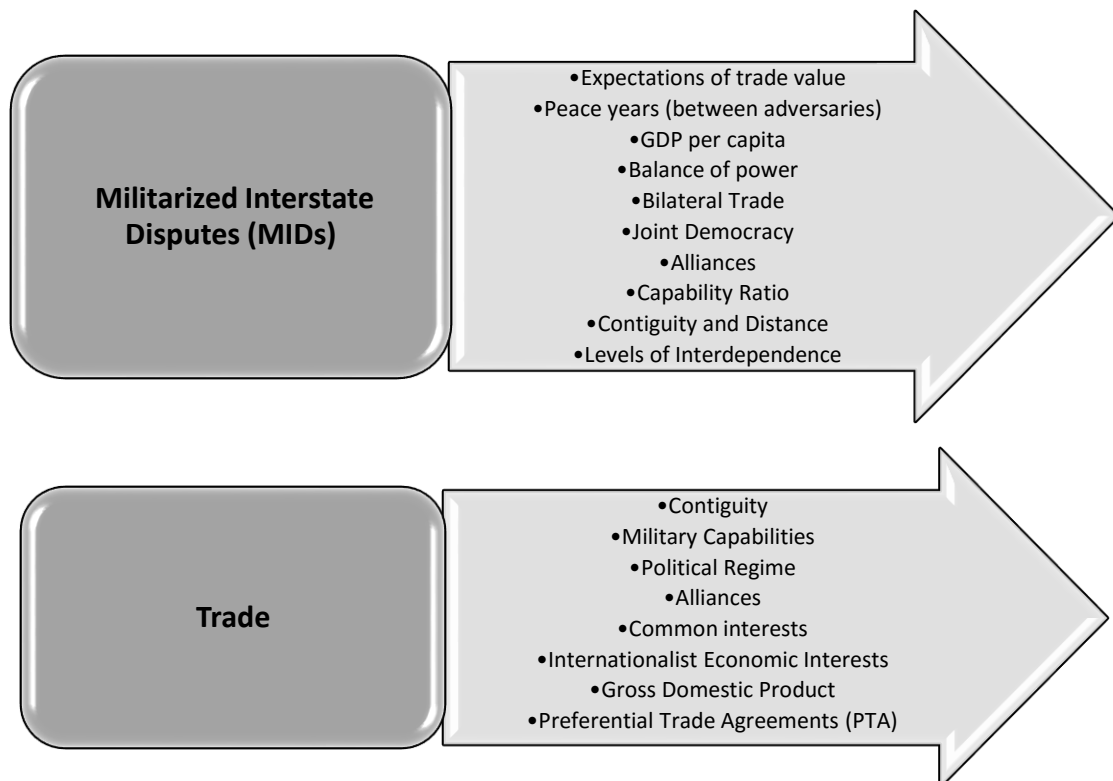 Militarized Interstate
Disputes (MIDs)
•Expectations of trade value
•Peace years (between adversaries)
•GDP per capita
•Balance of power
•Bilateral Trade
•Joint Democracy
•Alliances
•Capability Ratio
•Contiguity and Distance
•Levels of Interdependence
Trade
•Contiguity
•Military Capabilities
•Political Regime
•Alliances
•Common interests
•Internationalist Economic Interests
•Gross Domestic Product
•Preferential Trade Agreements (PTA)